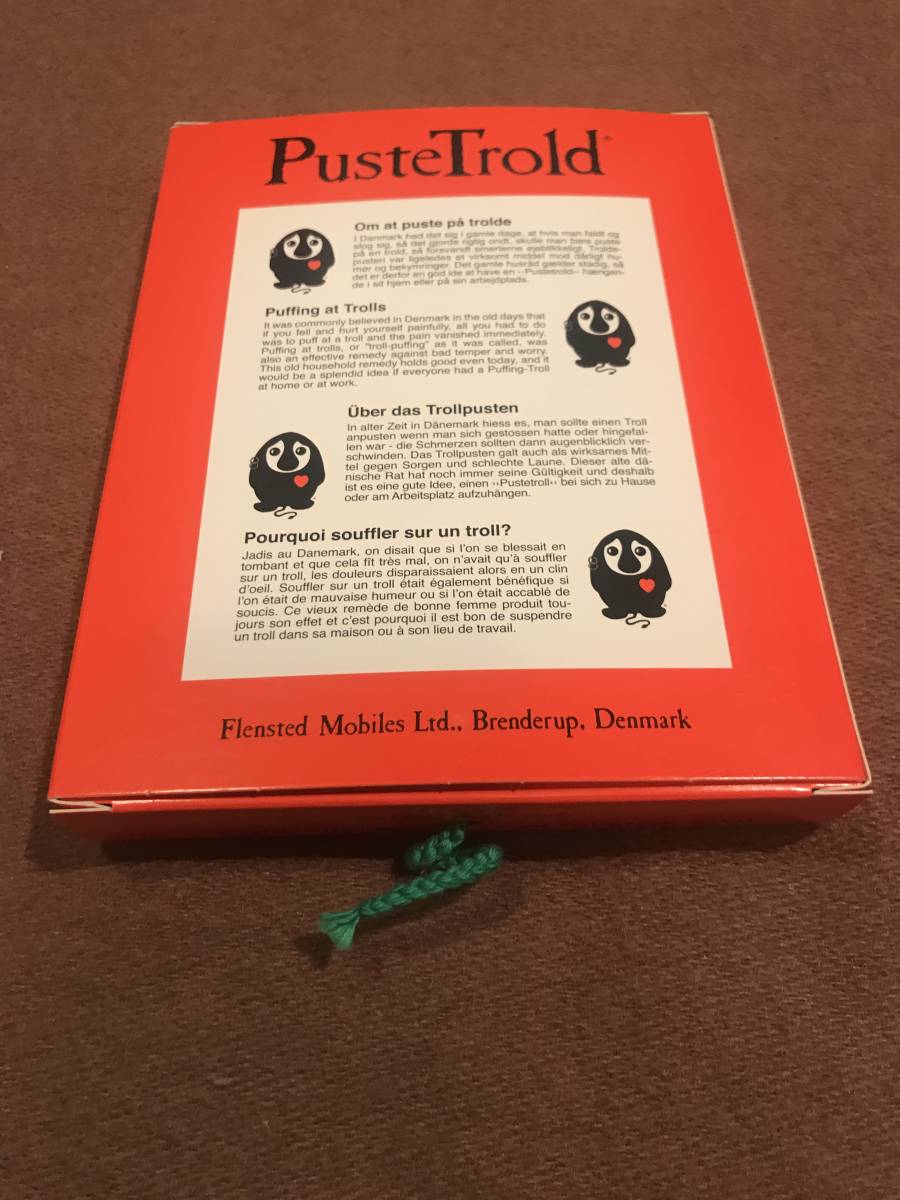 PusteTrold®
Om at puste på trolde
I Danmark hed det sig i gamle dage, at hvis man faldt og
slog sig, så det gjorde rigtig ondt, skulle man bare puste
på en trold, så forsvandt smerterne øjeblikkeligt. Trolde-
pusteri var ligeledes et virksomt middel mod dårligt hu-
mør og bekymringer. Det gamle husråd gælder stadig, så
det er derfor en god ide at have en »Pustetrold« hængen-
de i sit hjem eller på sin arbejdplads.
Puffing at Trolls
It was commonly believed in Denmark in the old days that
if you fell and hurt yourself painfully, all you had to do
was to puff at a troll and the pain vanished immediately.
Puffing at trolls, or "troll-puffing" as it was called, was
also an effective remedy against bad temper and worry.
This old household remedy holds good even today, and it
would be a splendid idea if everyone had a Puffing-Troll
at home or at work.
Über das Trollpusten
In alter Zeit in Dänemark hiess es, man sollte einen Troll
anpusten wenn man sich gestossen hatte oder hingefal-
len war - die Schmerzen sollten dann augenblicklich ver-
schwinden. Das Trollpusten galt auch als wirksames Mit-
tel gegen Sorgen und schlechte Laune. Dieser alte dä-
nische Rat hat noch immer seine Gültigkeit und deshalb
ist es eine gute Idee, einen »Pustetroll« bei sich zu Hause
oder am Arbeitsplatz aufzuhängen.
Pourquoi souffler sur un troll?
Jadis au Danemark, on disait que si l'on se blessait en
tombant et que cela fît très mal, on n'avait qu'à souffler
sur un troll, les douleurs disparaissaient alors en un clin
d'oeil. Souffler sur un troll était également bénéfique si
l'on était de mauvaise humeur ou si l'on était accablé de
soucis. Ce vieux remède de bonne femme produit tou-
jours son effet et c'est pourquoi il est bon de suspendre
un troll dans sa maison ou à son lieu de travail.
Flensted Mobiles Ltd., Brenderup, Denmark